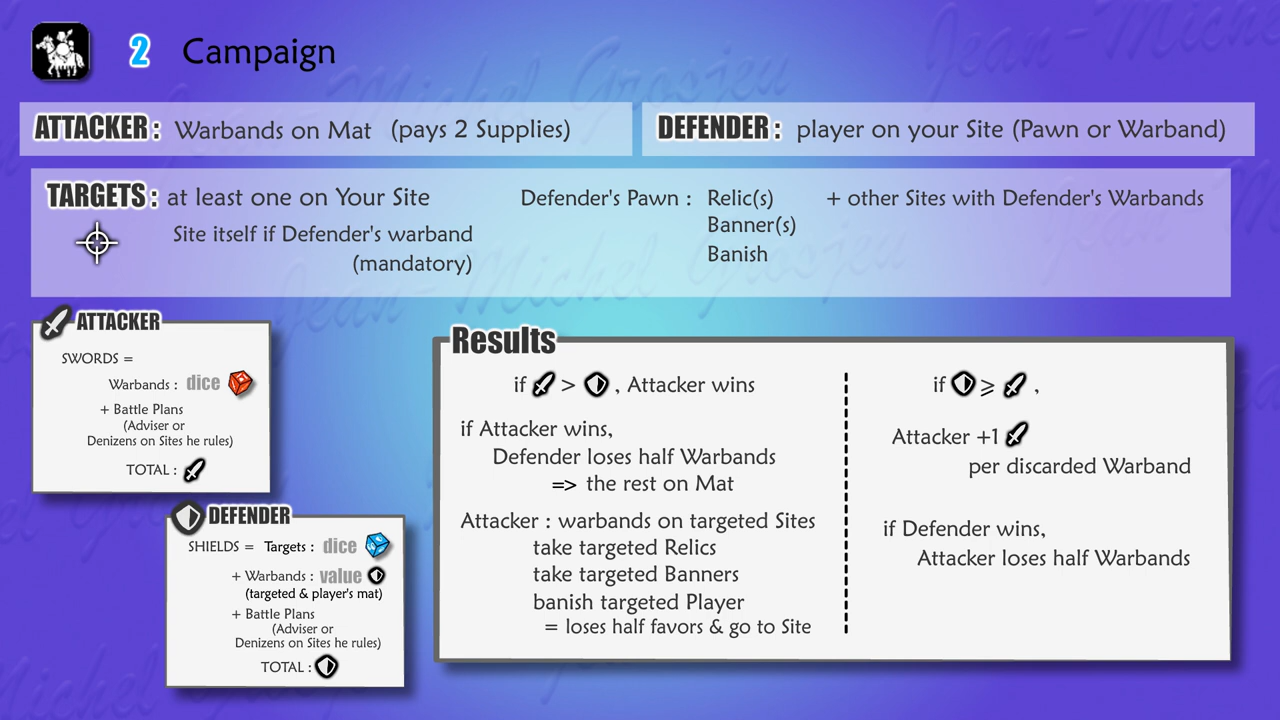 2 Campaign
ATTACKER : Warbands on Mat (pays 2 Supplies)
DEFENDER : player on your Site (Pawn or Warband)
TARGETS : at least one on Your Site
Site itself if Defender's warband
(mandatory)
Defender's Pawn : Relic(s)
Banner(s)
Banish
+ other Sites with Defender's Warbands
ATTACKER
SWORDS =
Warbands : dice
+ Battle Plans
(Adviser or
Denizens on Sites he rules)
TOTAL :
DEFENDER
SHIELDS = Targets : dice
+ Warbands : value
(targeted & player's mat)
+ Battle Plans
(Adviser or
Denizens on Sites he rules)
TOTAL :
Results
if > , Attacker wins
if Attacker wins,
Defender loses half Warbands
=> the rest on Mat
Attacker : warbands on targeted Sites
take targeted Relics
take targeted Banners
banish targeted Player
= loses half favors & go to Site
if ≥ ,
Attacker +1
per discarded Warband
if Defender wins,
Attacker loses half Warbands
Jean-Michel Grosjeu